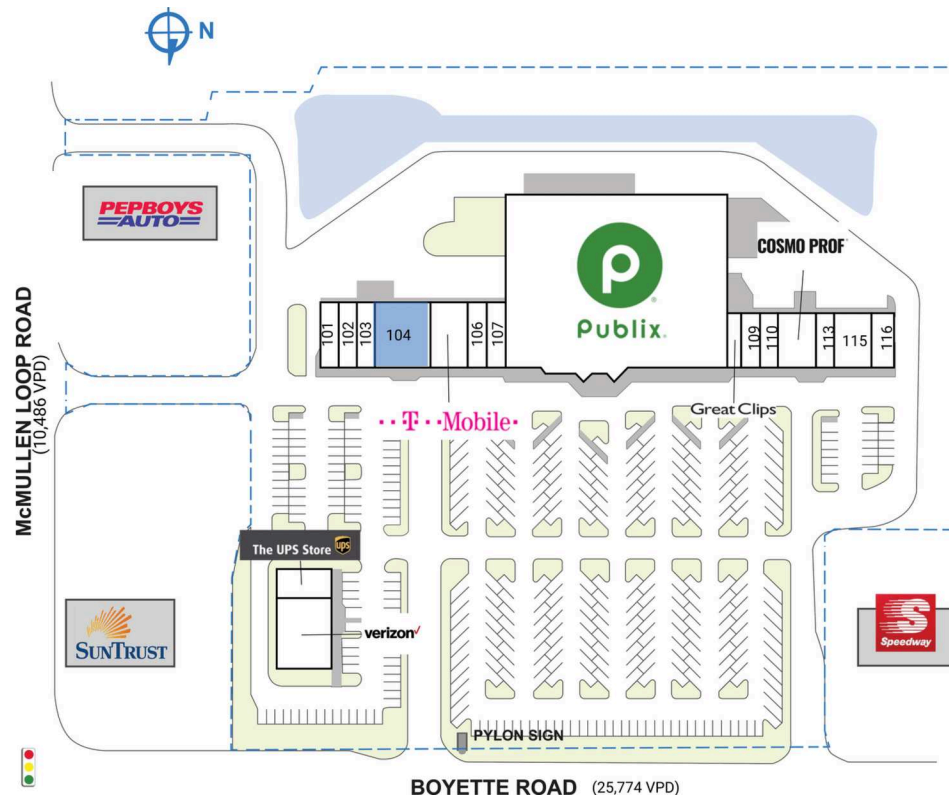 N
PEPBOYS
AUTO
Publix.
COSMO PROF
101
102
103
104
106
107
109
110
113
115
116
T Mobile
Great Clips
McMULLEN LOOP ROAD
(10,486 VPD)
The UPS Store
ups
verizon
SUNTRUST
S
Speedway
PYLON SIGN
BOYETTE ROAD (25,774 VPD)